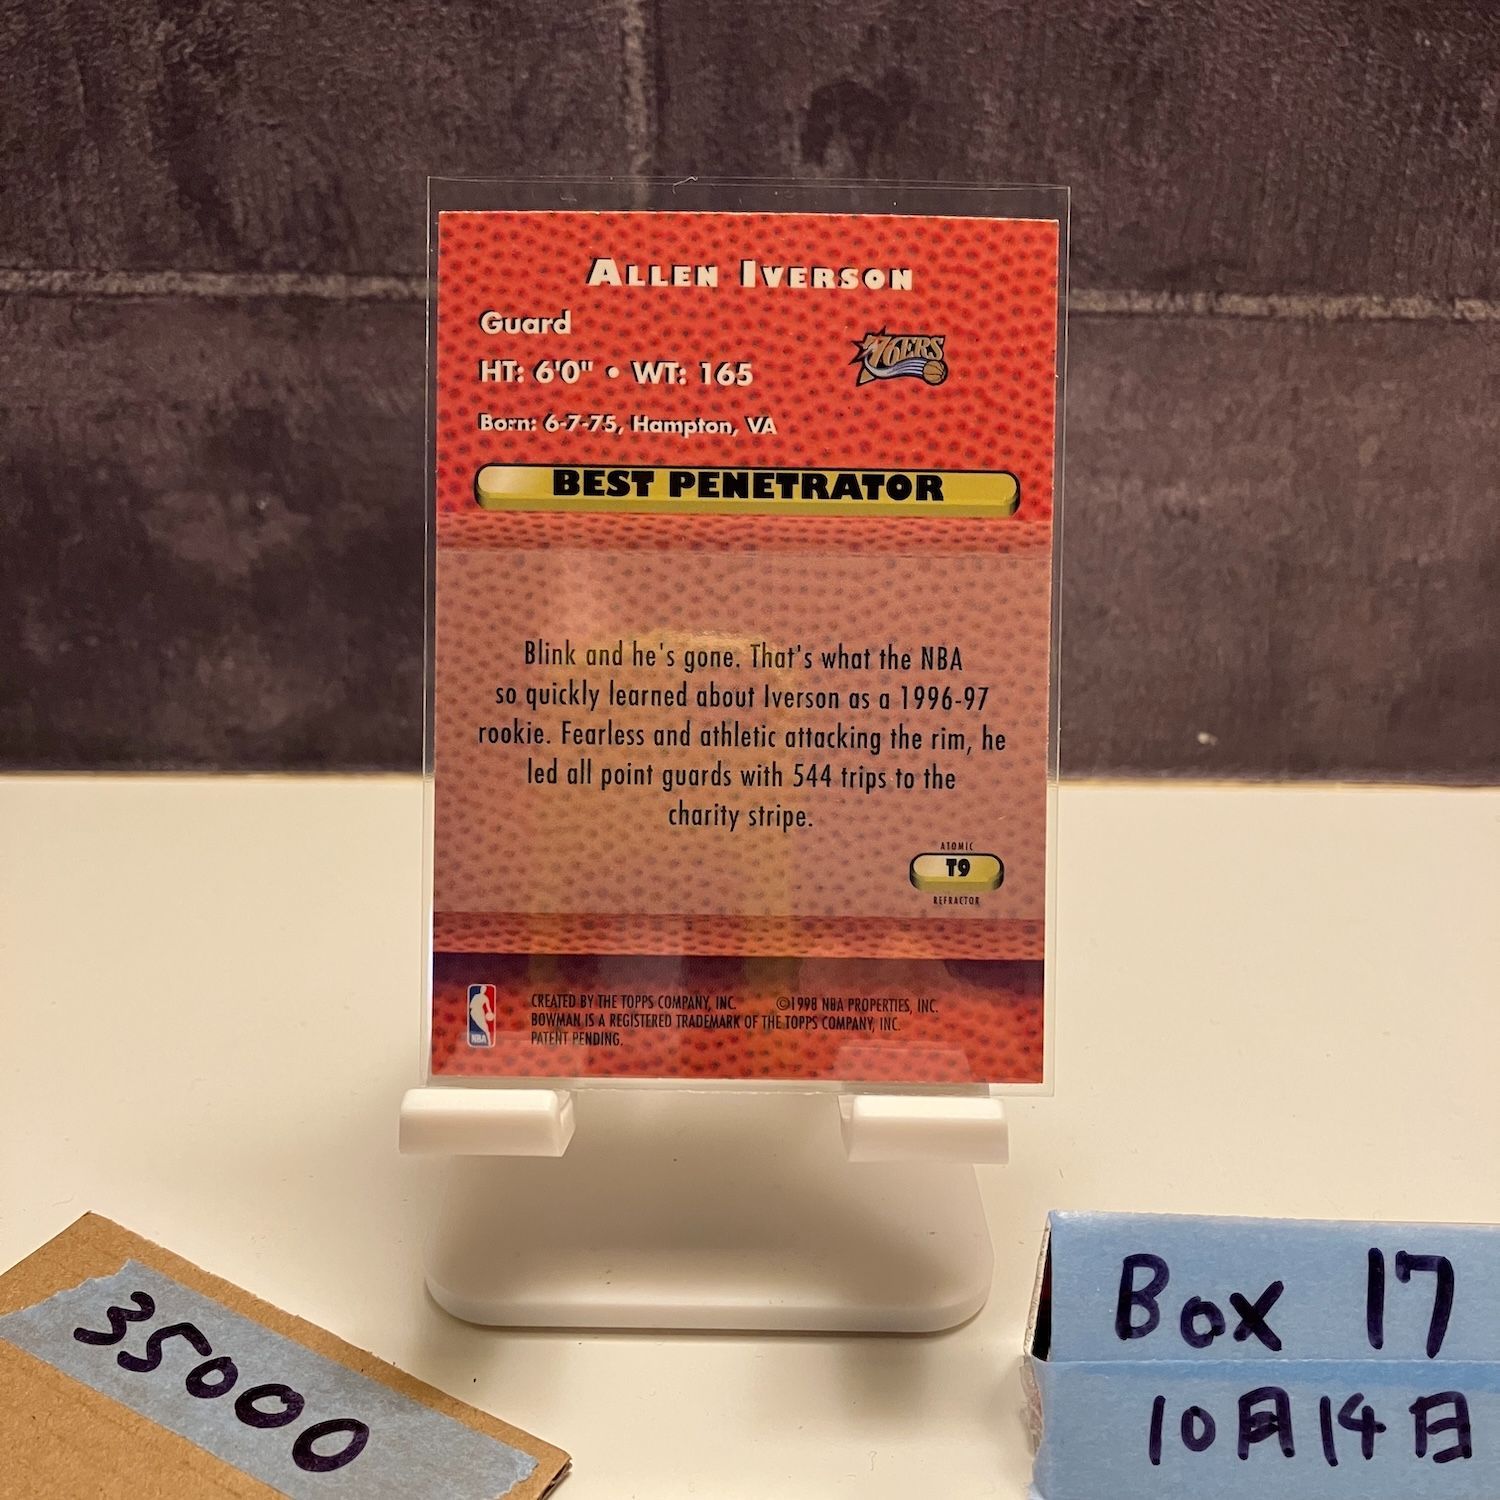 ALLEN IVERSON
Guard
76ERS
HT: 6'0" • WT: 165
Born: 6-7-75, Hampton, VA
BEST PENETRATOR
Blink and he's gone. That's what the NBA
so quickly learned about Iverson as a 1996-97
rookie. Fearless and athletic attacking the rim, he
led all point guards with 544 trips to the
charity stripe.
ATOMIC
T9
REFRACTOR
NBA
CREATED BY THE TOPPS COMPANY, INC. ©1998 NBA PROPERTIES, INC.
BOWMAN IS A REGISTERED TRADEMARK OF THE TOPPS COMPANY, INC.
PATENT PENDING.
35000
Box 17
10月14日